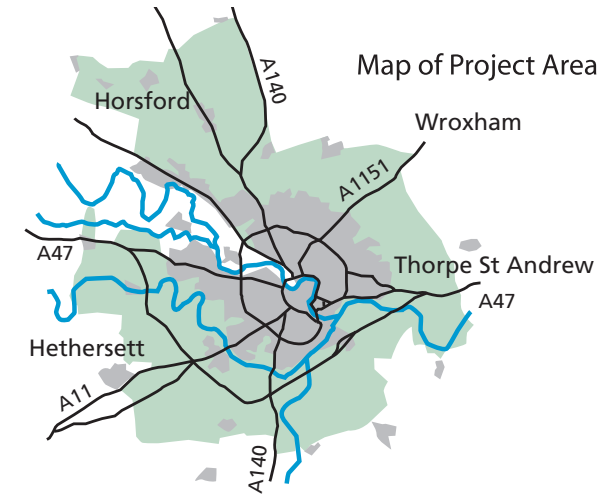 Map of Project Area
A140
Horsford
Wroxham
A1151
A47
Thorpe St Andrew
A47
Hethersett
A11
A140